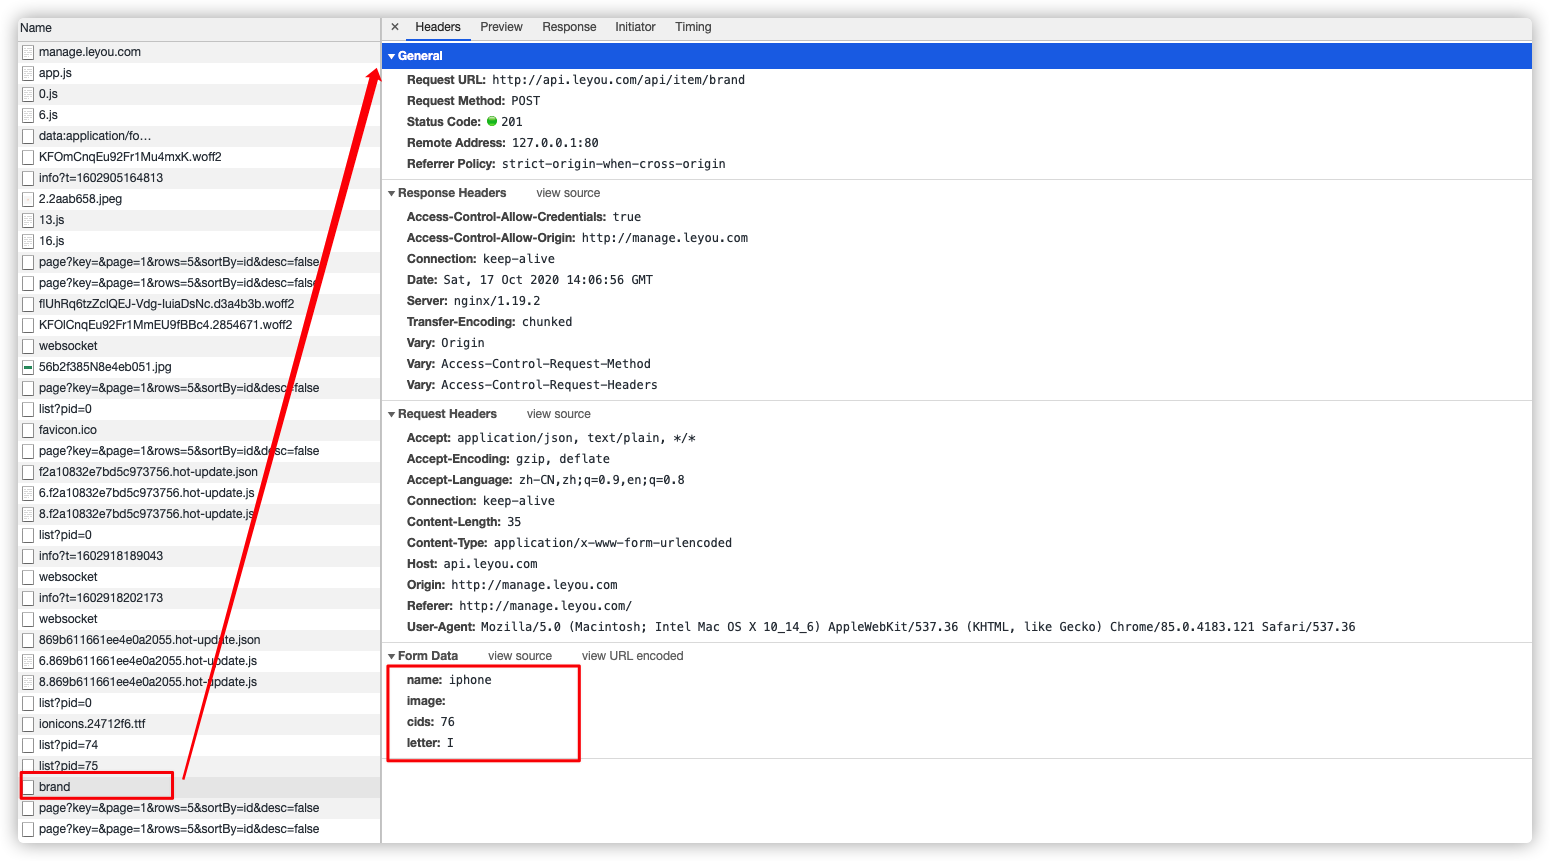 Name
manage.leyou.com
app.js
0.js
6.js
data:application/fo…
KFOmCnqEu92Fr1Mu4mxK.woff2
info?t=1602905164813
2.2aab658.jpeg
13.js
16.js
page?key=&page=1&rows=5&sortBy=id&desc=false
page?key=&page=1&rows=5&sortBy=id&desc=false
flUhRq6tzZclQEJ-Vdg-IuiaDsNc.d3a4b3b.woff2
KFOlCnqEu92Fr1MmEU9fBBc4.2854671.woff2
websocket
56b2f385N8e4eb051.jpg
page?key=&page=1&rows=5&sortBy=id&desc=false
list?pid=0
favicon.ico
page?key=&page=1&rows=5&sortBy=id&desc=false
f2a10832e7bd5c973756.hot-update.json
6.f2a10832e7bd5c973756.hot-update.js
8.f2a10832e7bd5c973756.hot-update.js
list?pid=0
info?t=1602918189043
websocket
info?t=1602918202173
websocket
869b611661ee4e0a2055.hot-update.json
6.869b611661ee4e0a2055.hot-update.js
8.869b611661ee4e0a2055.hot-update.js
list?pid=0
ionicons.24712f6.ttf
list?pid=74
list?pid=75
brand
page?key=&page=1&rows=5&sortBy=id&desc=false
page?key=&page=1&rows=5&sortBy=id&desc=false
× Headers Preview Response Initiator Timing
General
Request URL: http://api.leyou.com/api/item/brand
Request Method: POST
Status Code: 201
Remote Address: 127.0.0.1:80
Referrer Policy: strict-origin-when-cross-origin
Response Headers view source
Access-Control-Allow-Credentials: true
Access-Control-Allow-Origin: http://manage.leyou.com
Connection: keep-alive
Date: Sat, 17 Oct 2020 14:06:56 GMT
Server: nginx/1.19.2
Transfer-Encoding: chunked
Vary: Origin
Vary: Access-Control-Request-Method
Vary: Access-Control-Request-Headers
Request Headers view source
Accept: application/json, text/plain, */*
Accept-Encoding: gzip, deflate
Accept-Language: zh-CN,zh;q=0.9,en;q=0.8
Connection: keep-alive
Content-Length: 35
Content-Type: application/x-www-form-urlencoded
Host: api.leyou.com
Origin: http://manage.leyou.com
Referer: http://manage.leyou.com/
User-Agent: Mozilla/5.0 (Macintosh; Intel Mac OS X 10_14_6) AppleWebKit/537.36 (KHTML, like Gecko) Chrome/85.0.4183.121 Safari/537.36
Form Data view source view URL encoded
name: iphone
image:
cids: 76
letter: I